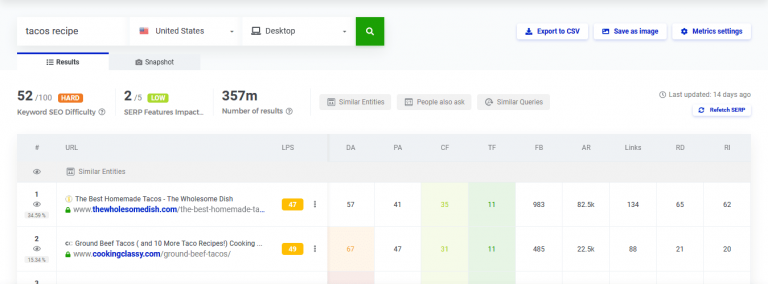 tacos recipe
United States
Desktop
Export to CSV
Save as image
Metrics settings
Results
Snapshot
52 /100 HARD
Keyword SEO Difficulty
2 /5 LOW
SERP Features Impact...
357m
Number of results
Similar Entities
People also ask
Similar Queries
Last updated: 14 days ago
Refetch SERP
# URL LPS DA PA CF TF FB AR Links RD RI
Similar Entities
1
34.59 %
The Best Homemade Tacos - The Wholesome Dish
www.thewholesomedish.com/the-best-homemade-ta...
47 57 41 35 11 983 82.5k 134 65 62
2
15.34 %
Ground Beef Tacos ( and 10 More Taco Recipes!) Cooking ...
www.cookingclassy.com/ground-beef-tacos/
49 67 47 31 11 485 22.5k 88 21 20